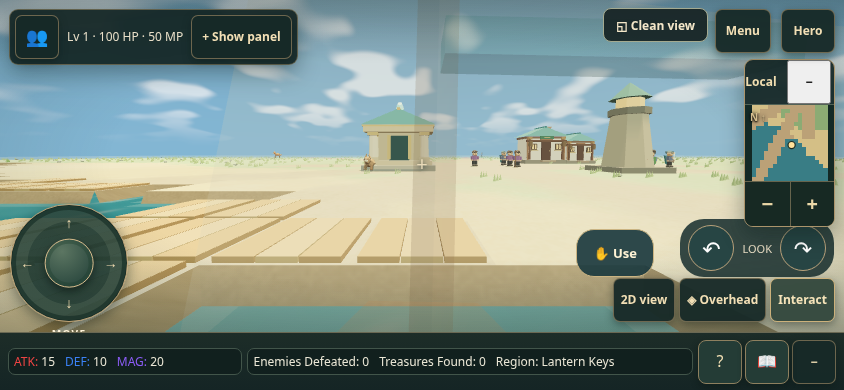 Lv 1 · 100 HP · 50 MP
+ Show panel
◱ Clean view
Menu
Hero
Local
–
N
− +
Use
LOOK
2D view
◈ Overhead
Interact
MOVE
ATK: 15 DEF: 10 MAG: 20
Enemies Defeated: 0 Treasures Found: 0 Region: Lantern Keys
? –